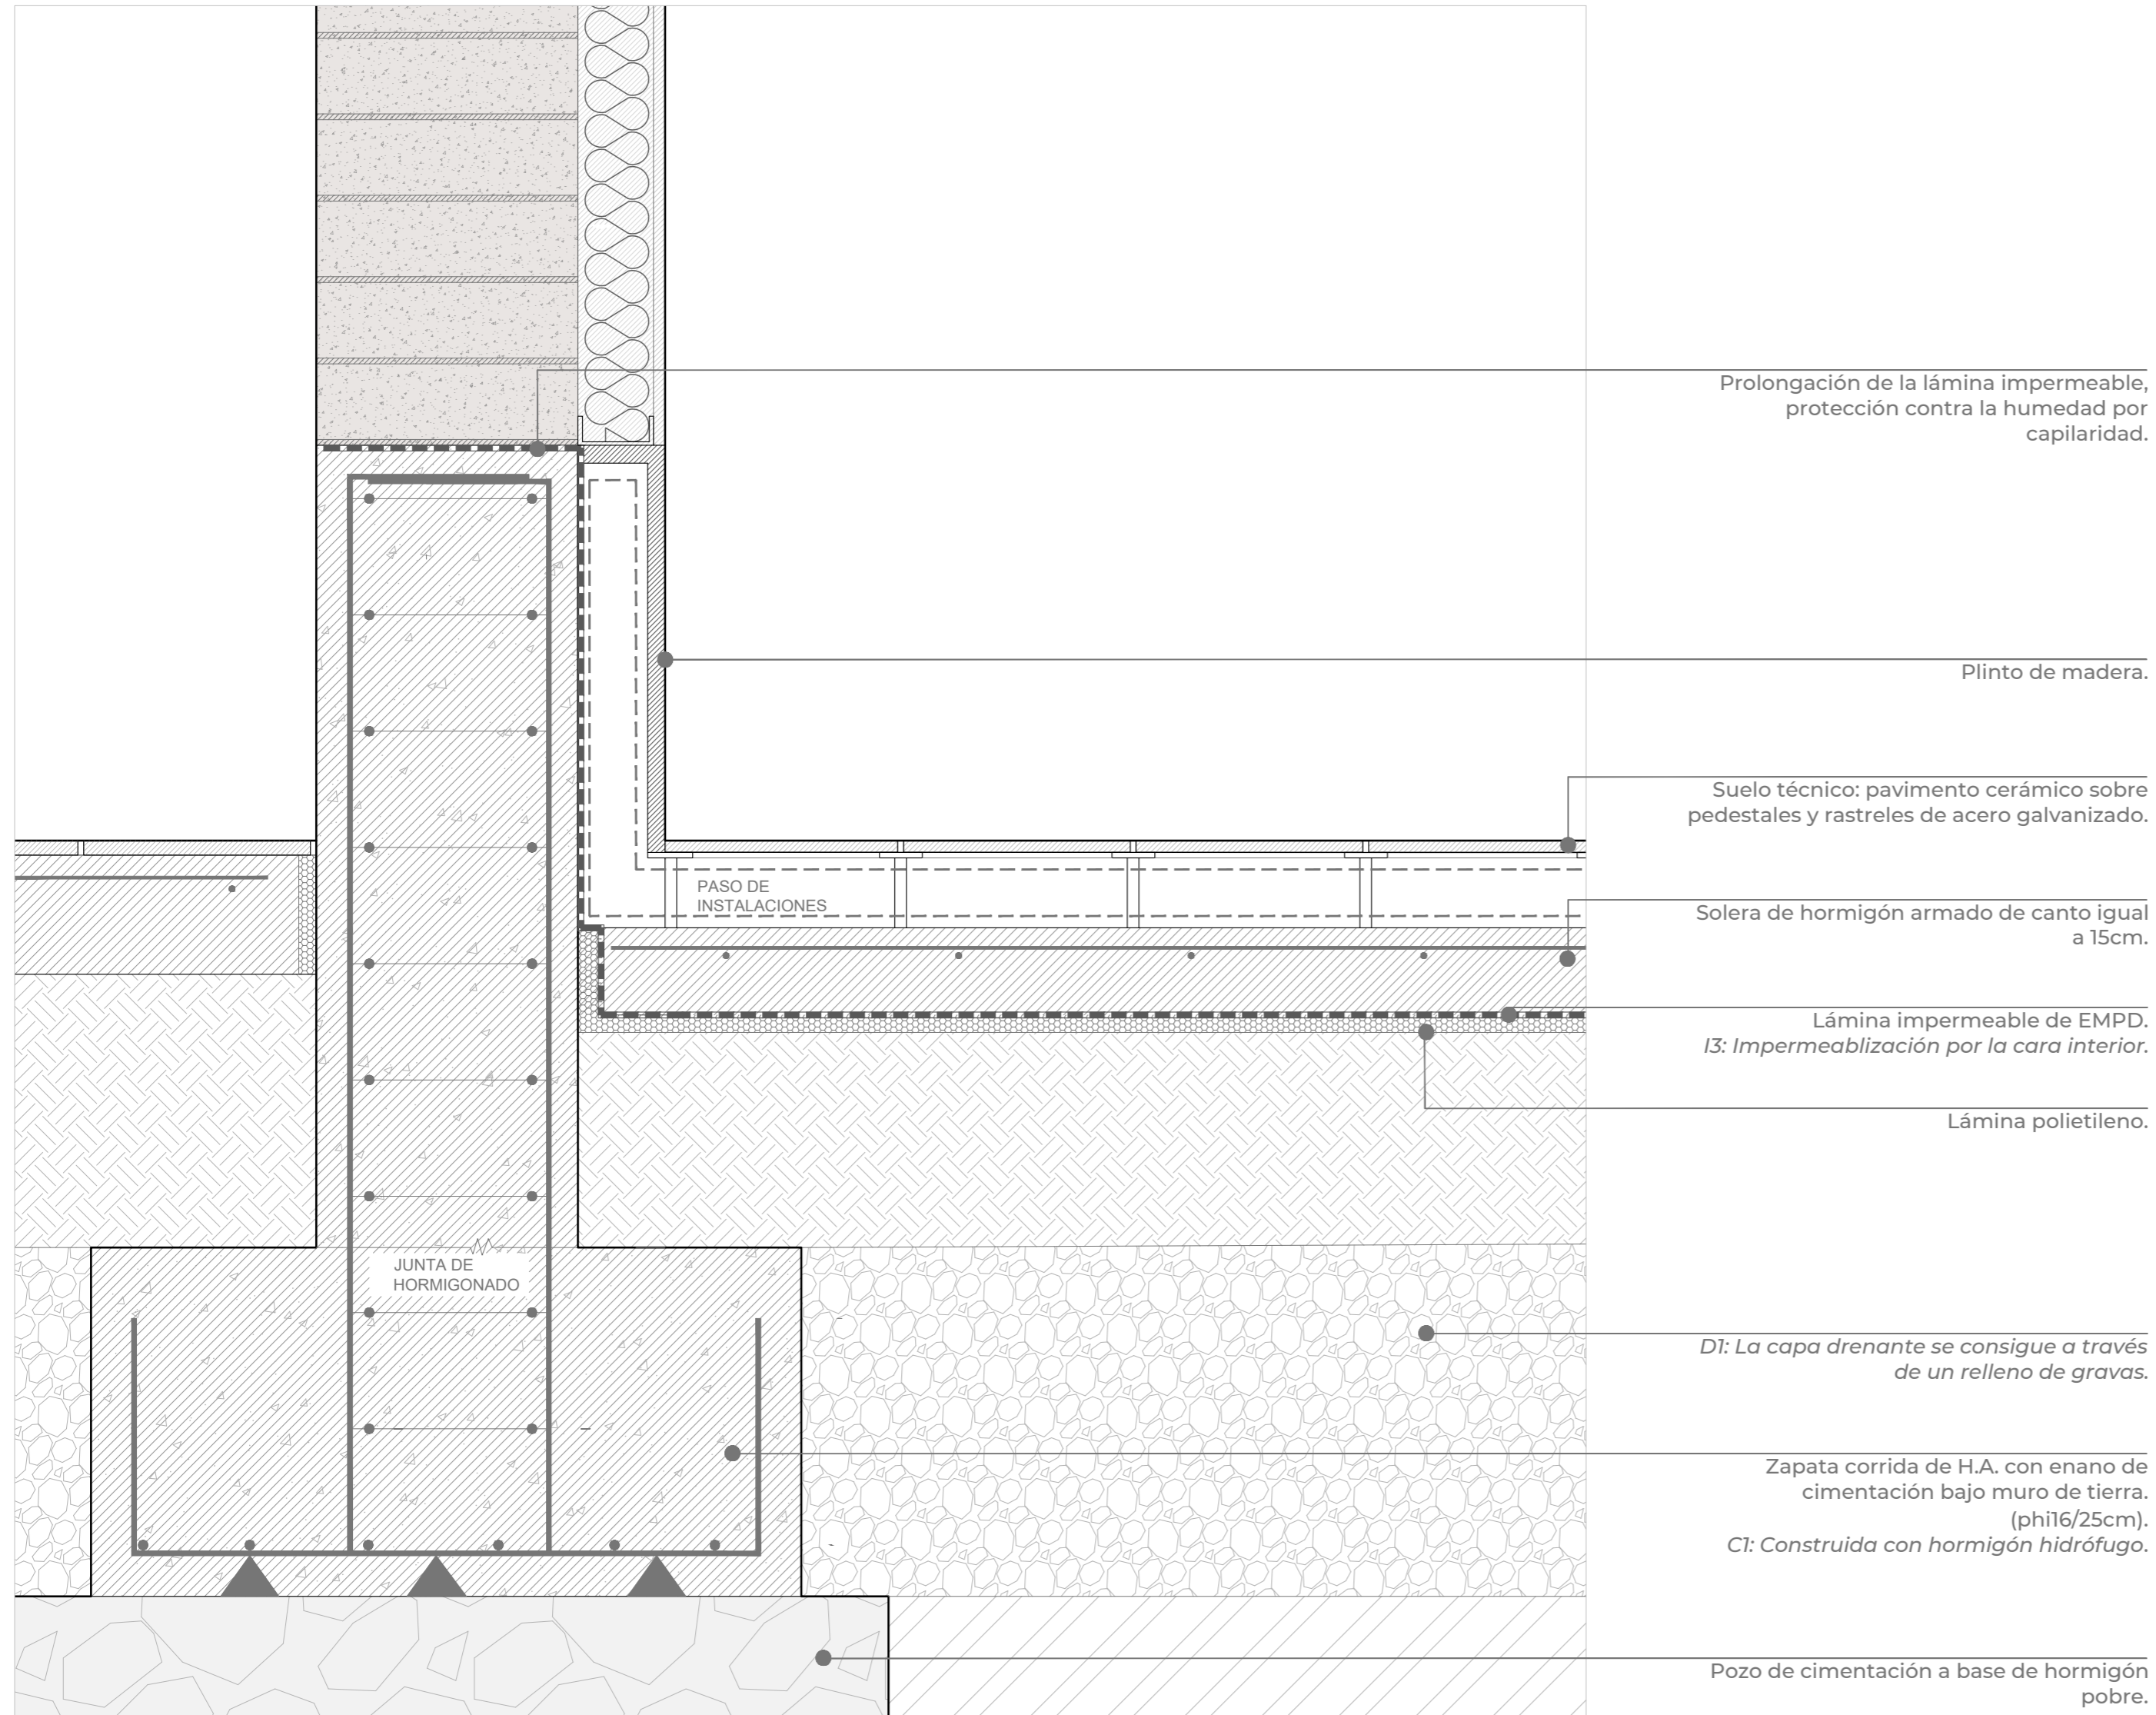 Prolongación de la lámina impermeable,
protección contra la humedad por
capilaridad.
Plinto de madera.
Suelo técnico: pavimento cerámico sobre
pedestales y rastreles de acero galvanizado.
PASO DE
INSTALACIONES
Solera de hormigón armado de canto igual
a 15cm.
Lámina impermeable de EMPD.
I3: Impermeablización por la cara interior.
Lámina polietileno.
JUNTA DE
HORMIGONADO
D1: La capa drenante se consigue a través
de un relleno de gravas.
Zapata corrida de H.A. con enano de
cimentación bajo muro de tierra.
(phi16/25cm).
C1: Construida con hormigón hidrófugo.
Pozo de cimentación a base de hormigón
pobre.